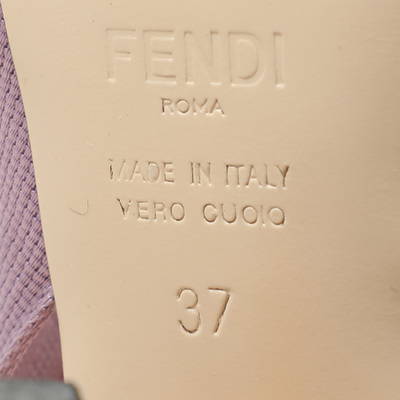 FENDI
ROMA
MADE IN ITALY
VERO CUOIO
37